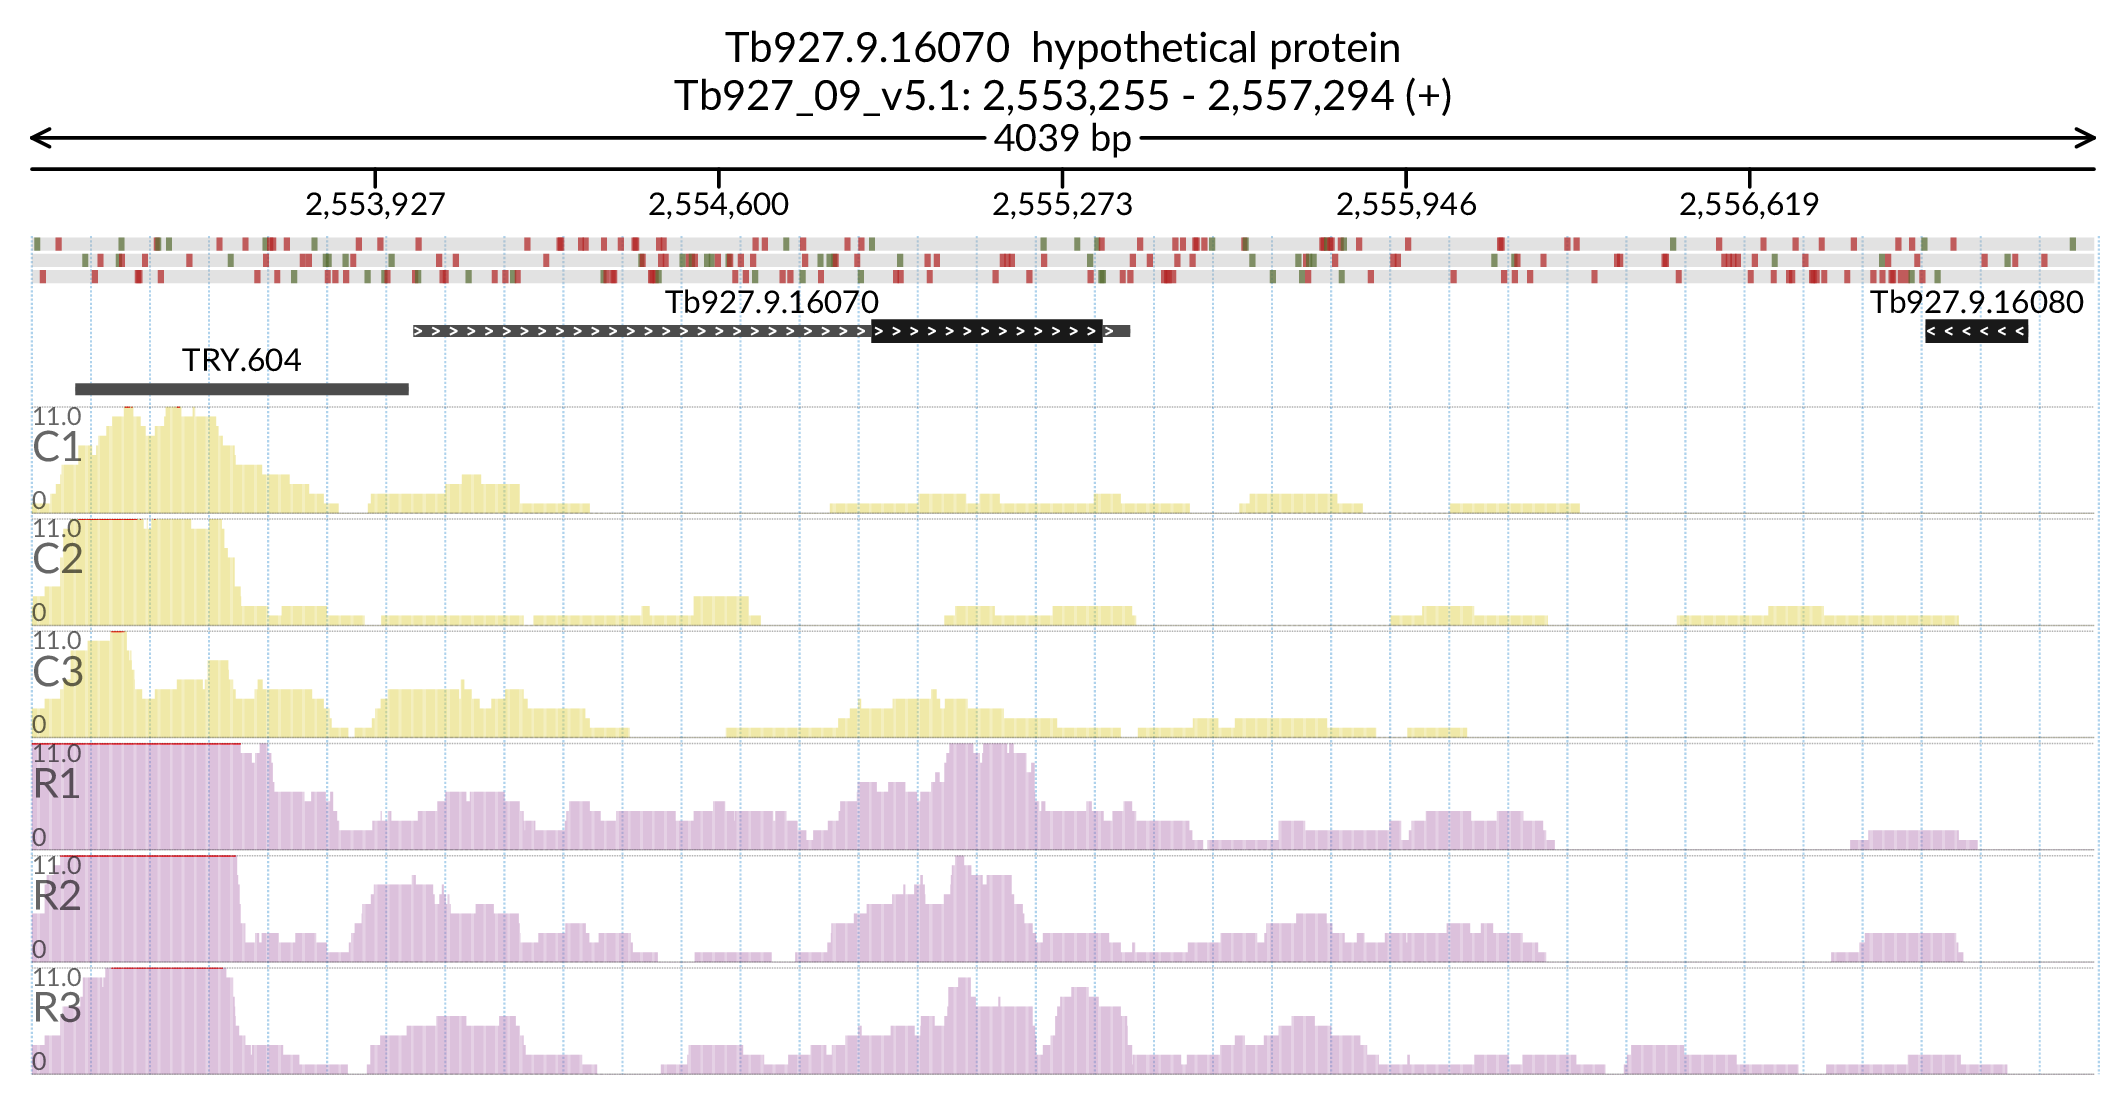 Tb927.9.16070 hypothetical protein
Tb927_09_v5.1: 2,553,255 - 2,557,294 (+)
4039 bp
2,553,927 2,554,600 2,555,273 2,555,946 2,556,619
Tb927.9.16070 Tb927.9.16080
TRY.604
11.0
C1
0
11.0
C2
0
11.0
C3
0
11.0
R1
0
11.0
R2
0
11.0
R3
0